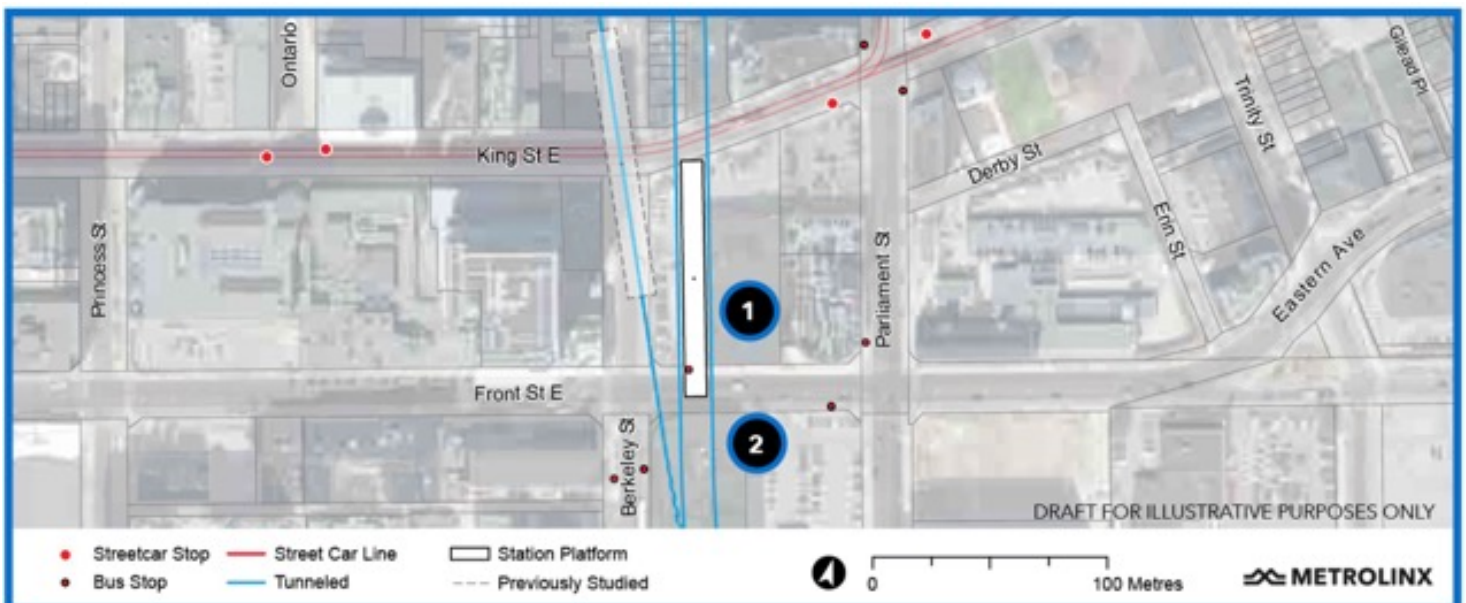 Ontario
Gilead Pl
Trinity St
King St E
Derby St
Erin St
Princess St
1
Parliament St
Eastern Ave
Front St E
2
Berkeley St
DRAFT FOR ILLUSTRATIVE PURPOSES ONLY
Streetcar Stop
Street Car Line
Station Platform
Bus Stop
Tunneled
Previously Studied
0
100 Metres
METROLINX